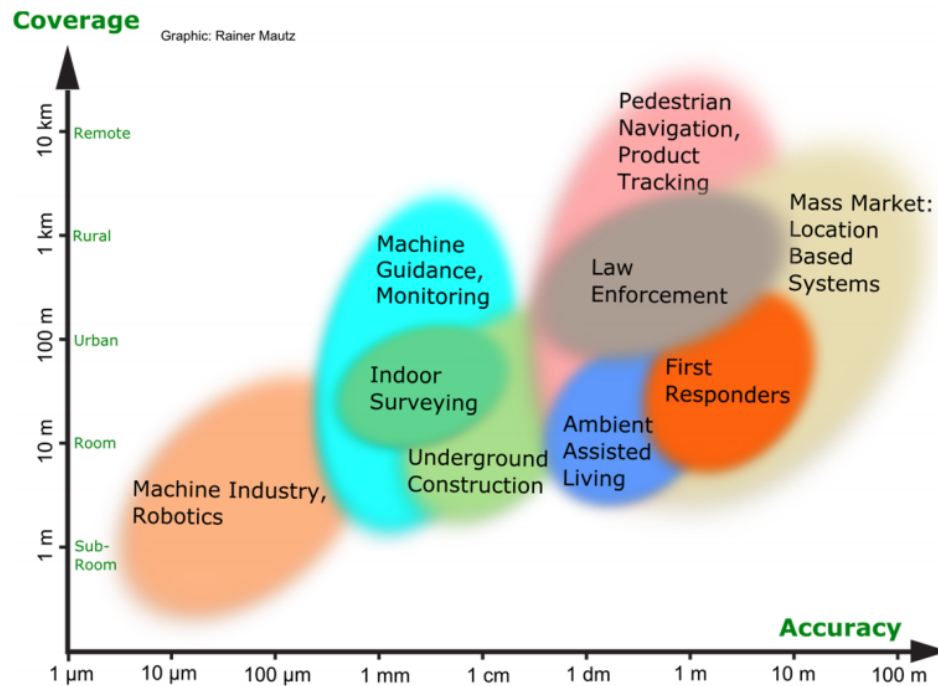 Coverage
Graphic: Rainer Mautz
10 km
Remote
1 km
Rural
100 m
Urban
10 m
Room
1 m
Sub-
Room
Pedestrian
Navigation,
Product
Tracking
Mass Market:
Location
Based
Systems
Machine
Guidance,
Monitoring
Law
Enforcement
Indoor
Surveying
First
Responders
Ambient
Assisted
Living
Underground
Construction
Machine Industry,
Robotics
Accuracy
1 µm
10 µm
100 µm
1 mm
1 cm
1 dm
1 m
10 m
100 m